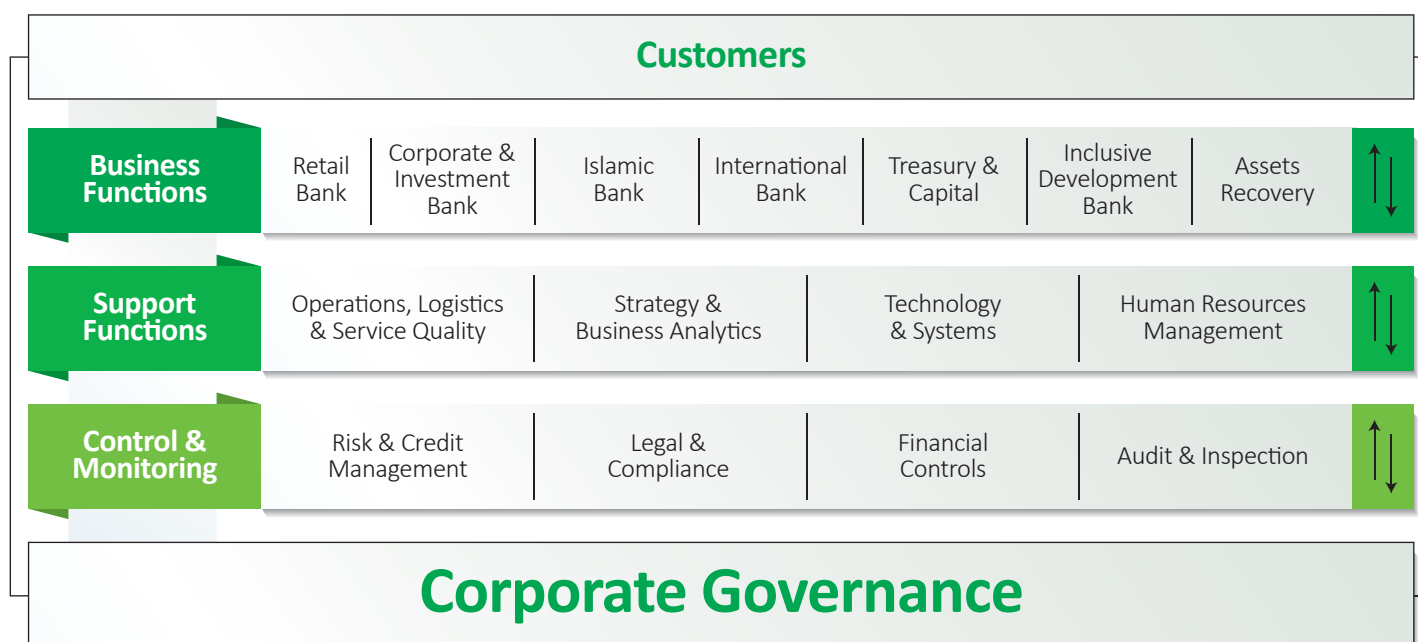 Customers
Business
Functions
Retail
Bank
Corporate &
Investment
Bank
Islamic
Bank
International
Bank
Treasury &
Capital
Inclusive
Development
Bank
Assets
Recovery
Support
Functions
Operations, Logistics
& Service Quality
Strategy &
Business Analytics
Technology
& Systems
Human Resources
Management
Control &
Monitoring
Risk & Credit
Management
Legal &
Compliance
Financial
Controls
Audit & Inspection
Corporate Governance